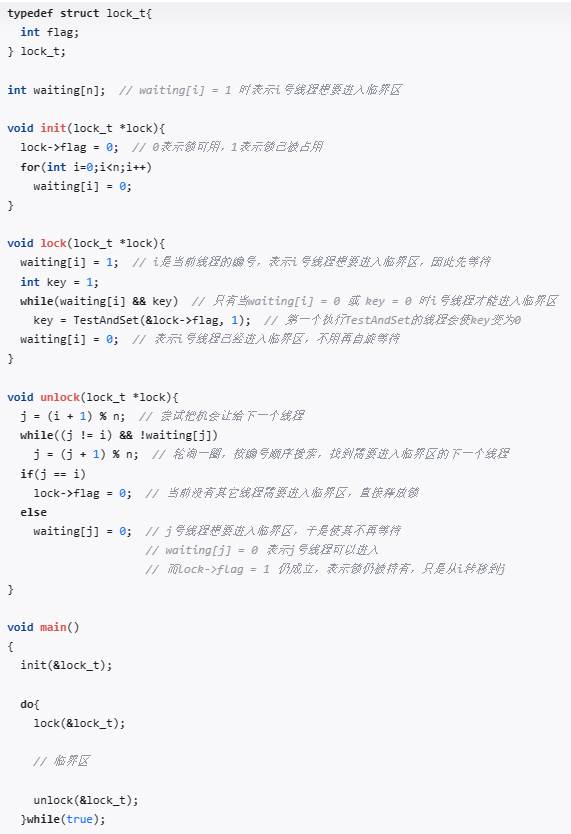 typedef struct lock_t{
  int flag;
} lock_t;

int waiting[n];  // waiting[i] = 1 时表示i号线程想要进入临界区

void init(lock_t *lock){
  lock->flag = 0;  // 0表示锁可用，1表示锁已被占用
  for(int i=0;i<n;i++)
    waiting[i] = 0;
}

void lock(lock_t *lock){
  waiting[i] = 1;  // i是当前线程的编号，表示i号线程想要进入临界区，因此先等待
  int key = 1;
  while(waiting[i] && key)  // 只有当waiting[i] = 0 或 key = 0 时i号线程才能进入临界区
    key = TestAndSet(&lock->flag, 1);  // 第一个执行TestAndSet的线程会使key变为0
  waiting[i] = 0;  // 表示i号线程已经进入临界区，不用再自旋等待
}

void unlock(lock_t *lock){
  j = (i + 1) % n;  // 尝试把机会让给下一个线程
  while((j != i) && !waiting[j])
    j = (j + 1) % n;  // 轮询一圈，按编号顺序搜索，找到需要进入临界区的下一个线程
  if(j == i)
    lock->flag = 0;  // 当前没有其它线程需要进入临界区，直接释放锁
  else
    waiting[j] = 0;  // j号线程想要进入临界区，于是使其不再等待
                     // waiting[j] = 0 表示j号线程可以进入
                     // 而lock->flag = 1 仍成立，表示锁仍被持有，只是从i转移到j
}

void main()
{
  init(&lock_t);

  do{
    lock(&lock_t);

    // 临界区

    unlock(&lock_t);
  }while(true);